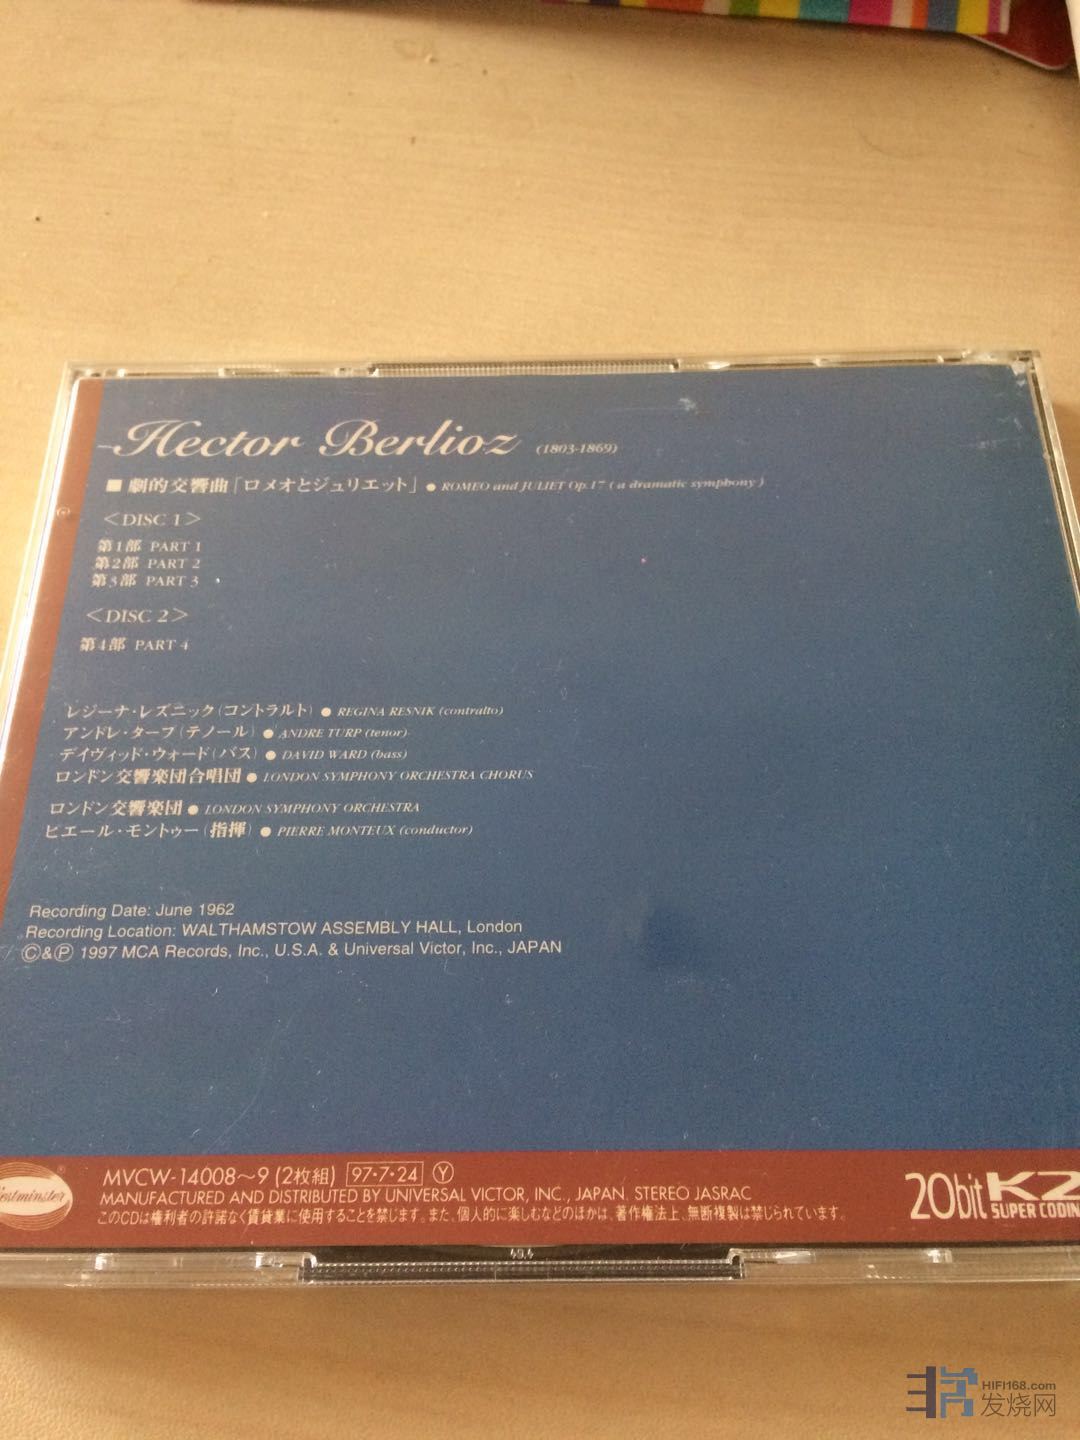 Hector Berlioz (1803-1869)
■ 劇的交響曲「ロメオとジュリエット」 ● ROMEO and JULIET Op.17 ( a dramatic symphony )
＜DISC 1＞
第1部 PART 1
第2部 PART 2
第3部 PART 3
＜DISC 2＞
第4部 PART 4
レジーナ・レズニック（コントラルト） ● REGINA RESNIK (contralto)
アンドレ・タープ（テノール） ● ANDRE TURP (tenor)
デイヴィッド・ウォード（バス） ● DAVID WARD (bass)
ロンドン交響楽団合唱団 ● LONDON SYMPHONY ORCHESTRA CHORUS
ロンドン交響楽団 ● LONDON SYMPHONY ORCHESTRA
ピエール・モントゥー（指揮） ● PIERRE MONTEUX (conductor)
Recording Date: June 1962
Recording Location: WALTHAMSTOW ASSEMBLY HALL, London
Ⓒ&Ⓟ 1997 MCA Records, Inc., U.S.A. & Universal Victor, Inc., JAPAN
MVCW-14008〜9 (2枚組) 97・7・24 Ⓨ
MANUFACTURED AND DISTRIBUTED BY UNIVERSAL VICTOR, INC., JAPAN. STEREO JASRAC
このCDは権利者の許諾なく賃貸業に使用することを禁じます。また、個人的に楽しむなどのほかは、著作権法上、無断複製は禁じられています。
estminster
20bit K2
SUPER CODIN
49.4
HIFI168.com
发烧网